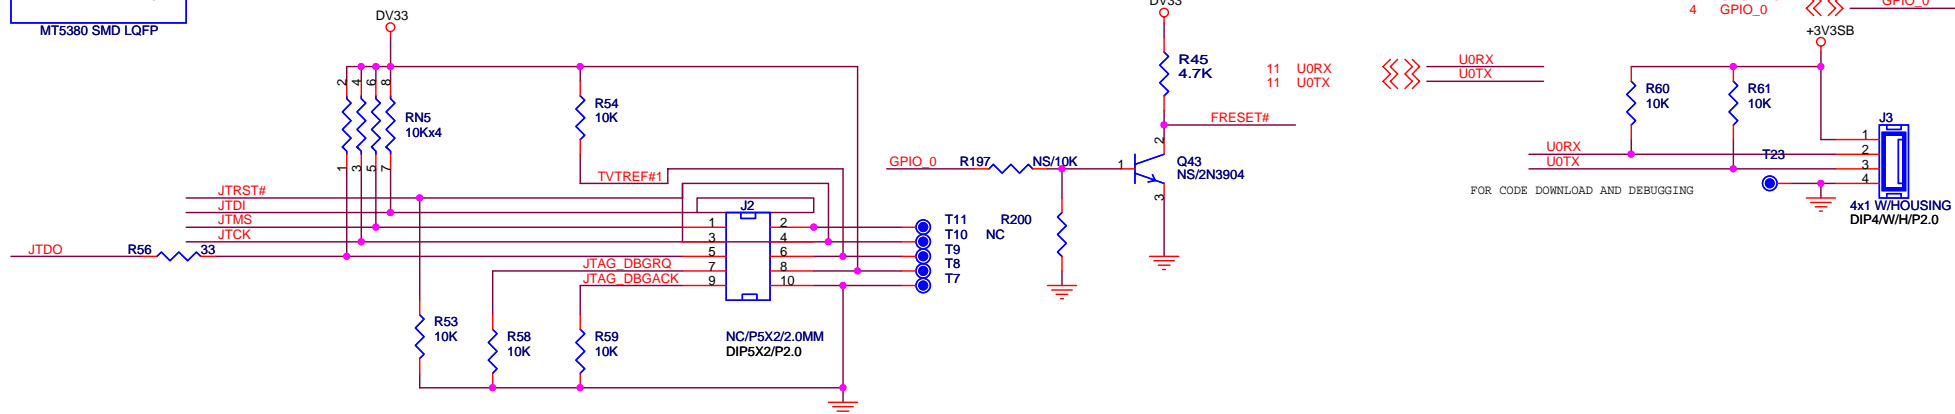 MT5380 SMD LQFP
DV33
2 4 6 8
RN5
10Kx4
1 3 5 7
R54
10K
TVTREF#1
JTRST#
JTDI
JTMS
JTCK
JTDO
R56
33
JTAG_DBGRQ
JTAG_DBGACK
J2
1 2
3 4
5 6
7 8
9 10
NC/P5X2/2.0MM
DIP5X2/P2.0
R53
10K
R58
10K
R59
10K
T11
T10
T9
T8
T7
DV33
R45
4.7K
FRESET#
GPIO_0
R197
NS/10K
1
2
3
Q43
NS/2N3904
R200
NC
11 U0RX
11 U0TX
U0RX
U0TX
4 GPIO_0
GPIO_0
+3V3SB
R60
10K
R61
10K
U0RX
U0TX
T23
J3
1
2
3
4
4x1 W/HOUSING
DIP4/W/H/P2.0
FOR CODE DOWNLOAD AND DEBUGGING